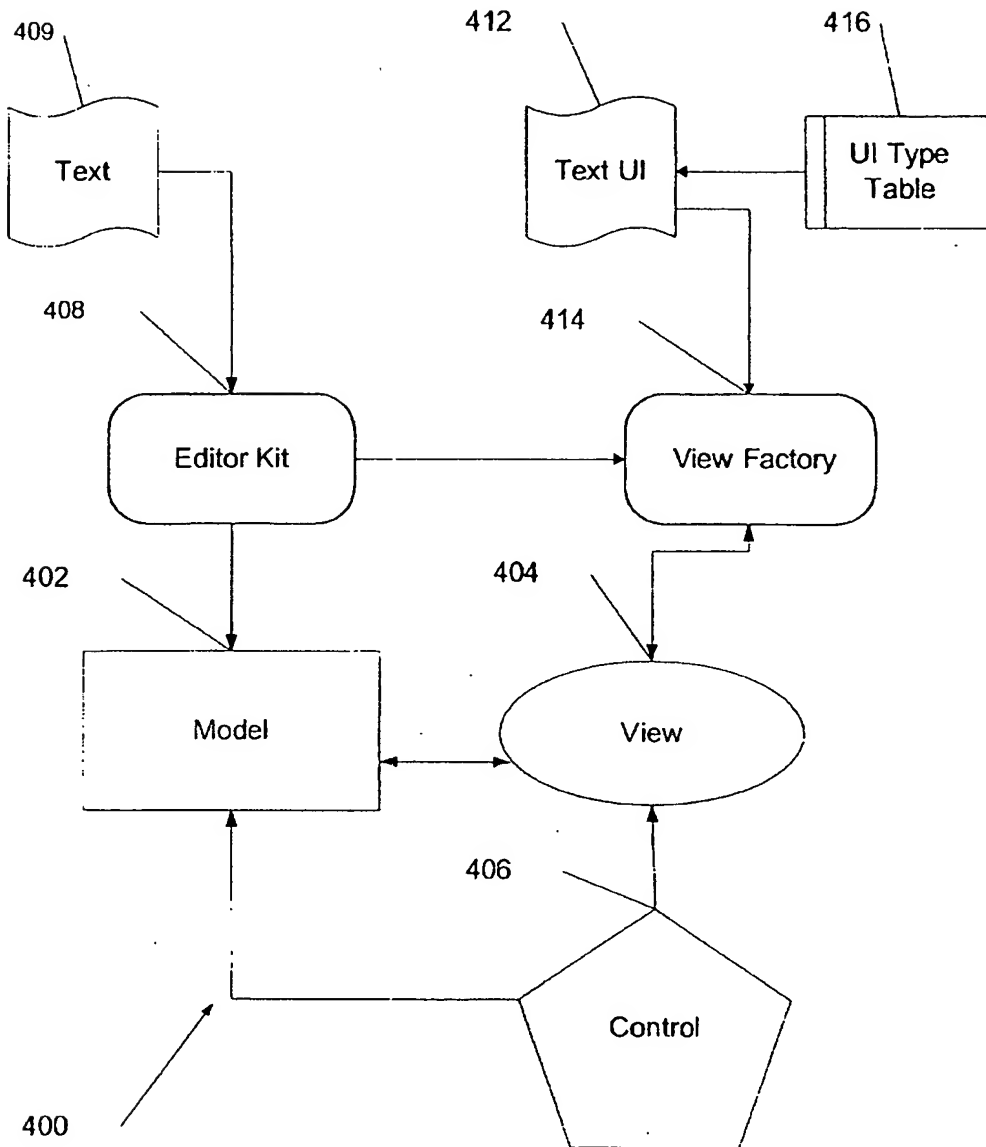 409
412
416
Text
Text UI
UI Type
Table
408
414
Editor Kit
View Factory
402
404
Model
View
406
Control
400